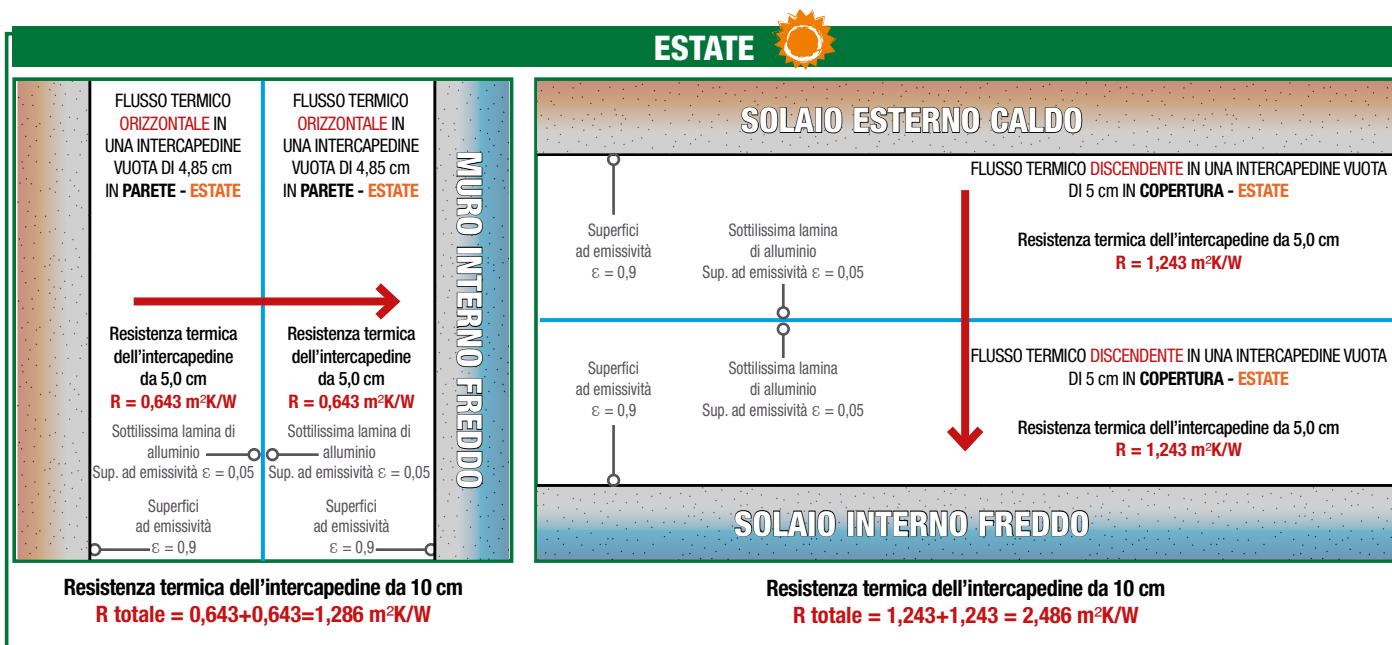 ESTATE
FLUSSO TERMICO
ORIZZONTALE IN
UNA INTERCAPEDINE
VUOTA DI 4,85 cm
IN PARETE - ESTATE
FLUSSO TERMICO
ORIZZONTALE IN
UNA INTERCAPEDINE
VUOTA DI 4,85 cm
IN PARETE - ESTATE
Resistenza termica
dell'intercapedine
da 5,0 cm
R = 0,643 m²K/W
Resistenza termica
dell'intercapedine
da 5,0 cm
R = 0,643 m²K/W
Sottilissima lamina di
alluminio
Sup. ad emissività ε = 0,05
Sottilissima lamina di
alluminio
Sup. ad emissività ε = 0,05
Superfici
ad emissività
ε = 0,9
Superfici
ad emissività
ε = 0,9
MURO INTERNO FREDDO
Resistenza termica dell'intercapedine da 10 cm
R totale = 0,643+0,643=1,286 m²K/W
SOLAIO ESTERNO CALDO
FLUSSO TERMICO DISCENDENTE IN UNA INTERCAPEDINE VUOTA
DI 5 cm IN COPERTURA - ESTATE
Superfici
ad emissività
ε = 0,9
Sottilissima lamina
di alluminio
Sup. ad emissività ε = 0,05
Resistenza termica dell'intercapedine da 5,0 cm
R = 1,243 m²K/W
FLUSSO TERMICO DISCENDENTE IN UNA INTERCAPEDINE VUOTA
DI 5 cm IN COPERTURA - ESTATE
Superfici
ad emissività
ε = 0,9
Sottilissima lamina
di alluminio
Sup. ad emissività ε = 0,05
Resistenza termica dell'intercapedine da 5,0 cm
R = 1,243 m²K/W
SOLAIO INTERNO FREDDO
Resistenza termica dell'intercapedine da 10 cm
R totale = 1,243+1,243 = 2,486 m²K/W